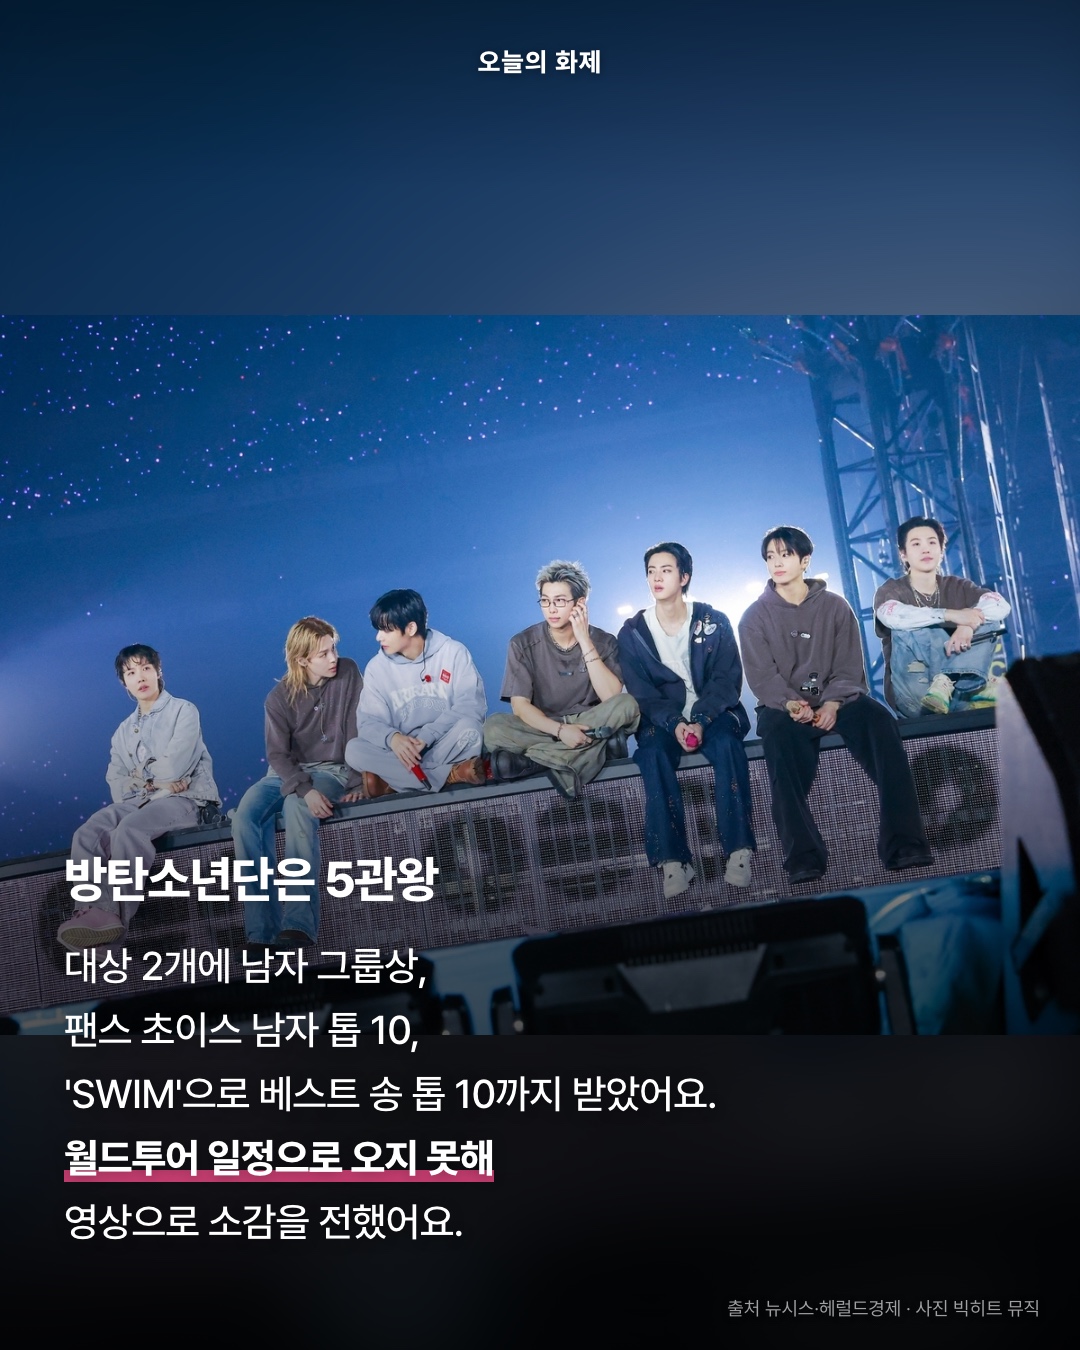 오늘의 화제
방탄소년단은 5관왕
대상 2개에 남자 그룹상,
팬스 초이스 남자 톱 10,
'SWIM'으로 베스트 송 톱 10까지 받았어요.
월드투어 일정으로 오지 못해
영상으로 소감을 전했어요.
출처 뉴시스·헤럴드경제 · 사진 빅히트 뮤직